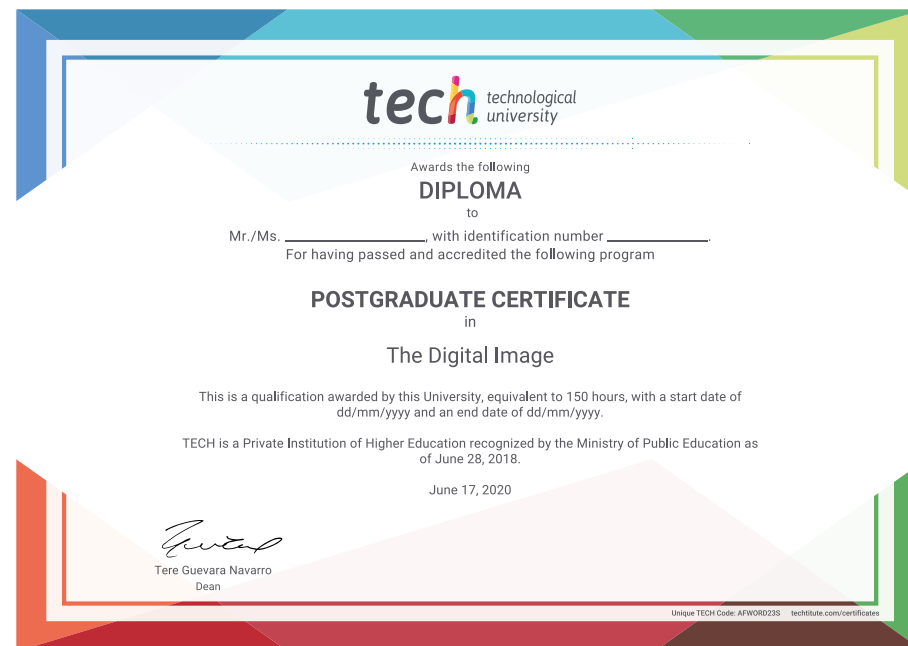 tech technological
university
Awards the following
DIPLOMA
to
Mr./Ms. ____________________, with identification number ______________.
For having passed and accredited the following program
POSTGRADUATE CERTIFICATE
in
The Digital Image
This is a qualification awarded by this University, equivalent to 150 hours, with a start date of
dd/mm/yyyy and an end date of dd/mm/yyyy.
TECH is a Private Institution of Higher Education recognized by the Ministry of Public Education as
of June 28, 2018.
June 17, 2020
Tere Guevara Navarro
Dean
Unique TECH Code: AFWORD23S techtitute.com/certificates